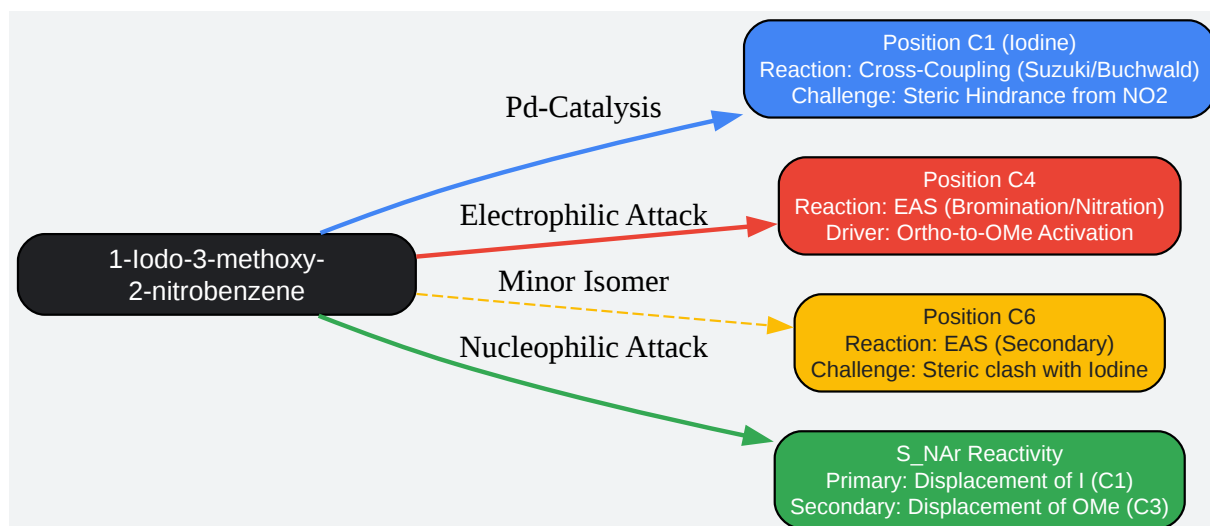 Position C1 (Iodine)
Reaction: Cross-Coupling (Suzuki/Buchwald)
Challenge: Steric Hindrance from NO2
Pd-Catalysis
Position C4
Reaction: EAS (Bromination/Nitration)
Driver: Ortho-to-OMe Activation
Electrophilic Attack
1-Iodo-3-methoxy-
2-nitrobenzene
Minor Isomer
Position C6
Reaction: EAS (Secondary)
Challenge: Steric clash with Iodine
Nucleophilic Attack
S_NAr Reactivity
Primary: Displacement of I (C1)
Secondary: Displacement of OMe (C3)